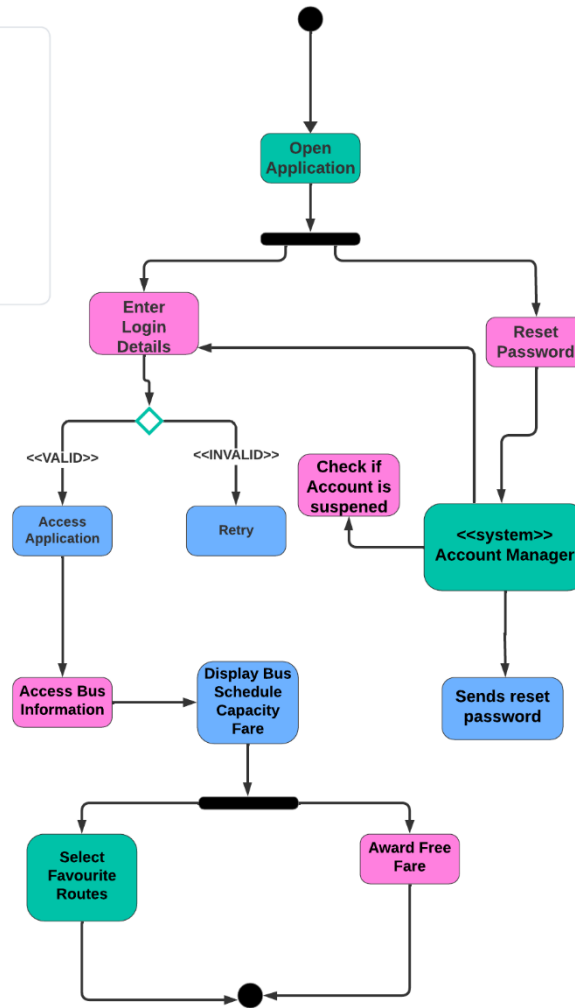 Open
Application
Enter
Login
Details
Reset
Password
<<VALID>>
<<INVALID>>
Check if
Account is
suspened
Access
Application
Retry
<<system>>
Account Manager
Access Bus
Information
Display Bus
Schedule
Capacity
Fare
Sends reset
password
Select
Favourite
Routes
Award Free
Fare